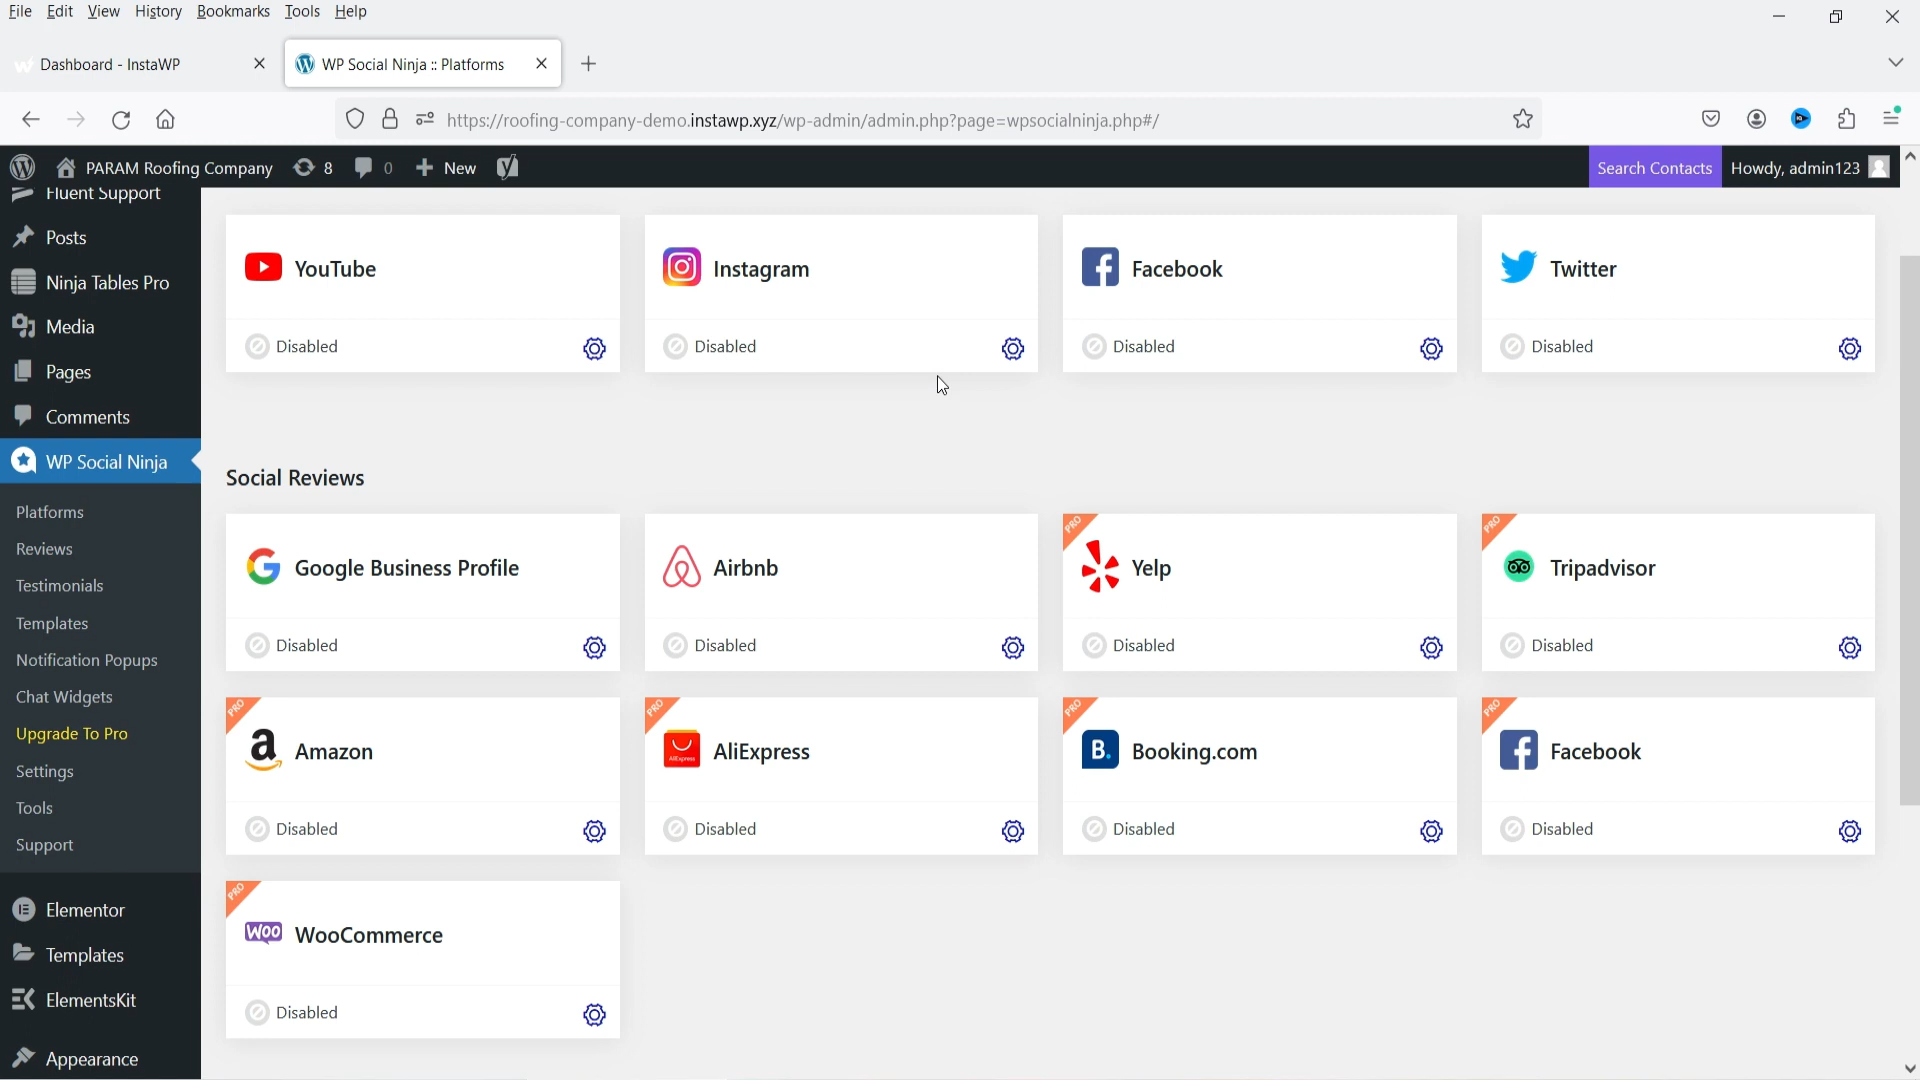 File Edit View History Bookmarks Tools Help
Dashboard - InstaWP
WP Social Ninja :: Platforms
https://roofing-company-demo.instawp.xyz/wp-admin/admin.php?page=wpsocialninja.php#/
PARAM Roofing Company 8 0 New Search Contacts Howdy, admin123
Fluent Support
Posts
Ninja Tables Pro
Media
Pages
Comments
WP Social Ninja
Platforms
Reviews
Testimonials
Templates
Notification Popups
Chat Widgets
Upgrade To Pro
Settings
Tools
Support
Elementor
Templates
ElementsKit
Appearance
YouTube Instagram Facebook Twitter
Disabled Disabled Disabled Disabled
Social Reviews
PRO PRO
Google Business Profile Airbnb Yelp Tripadvisor
Disabled Disabled Disabled Disabled
PRO PRO PRO PRO
a Amazon AliExpress AliExpress B. Booking.com Facebook
Disabled Disabled Disabled Disabled
PRO
WOO WooCommerce
Disabled